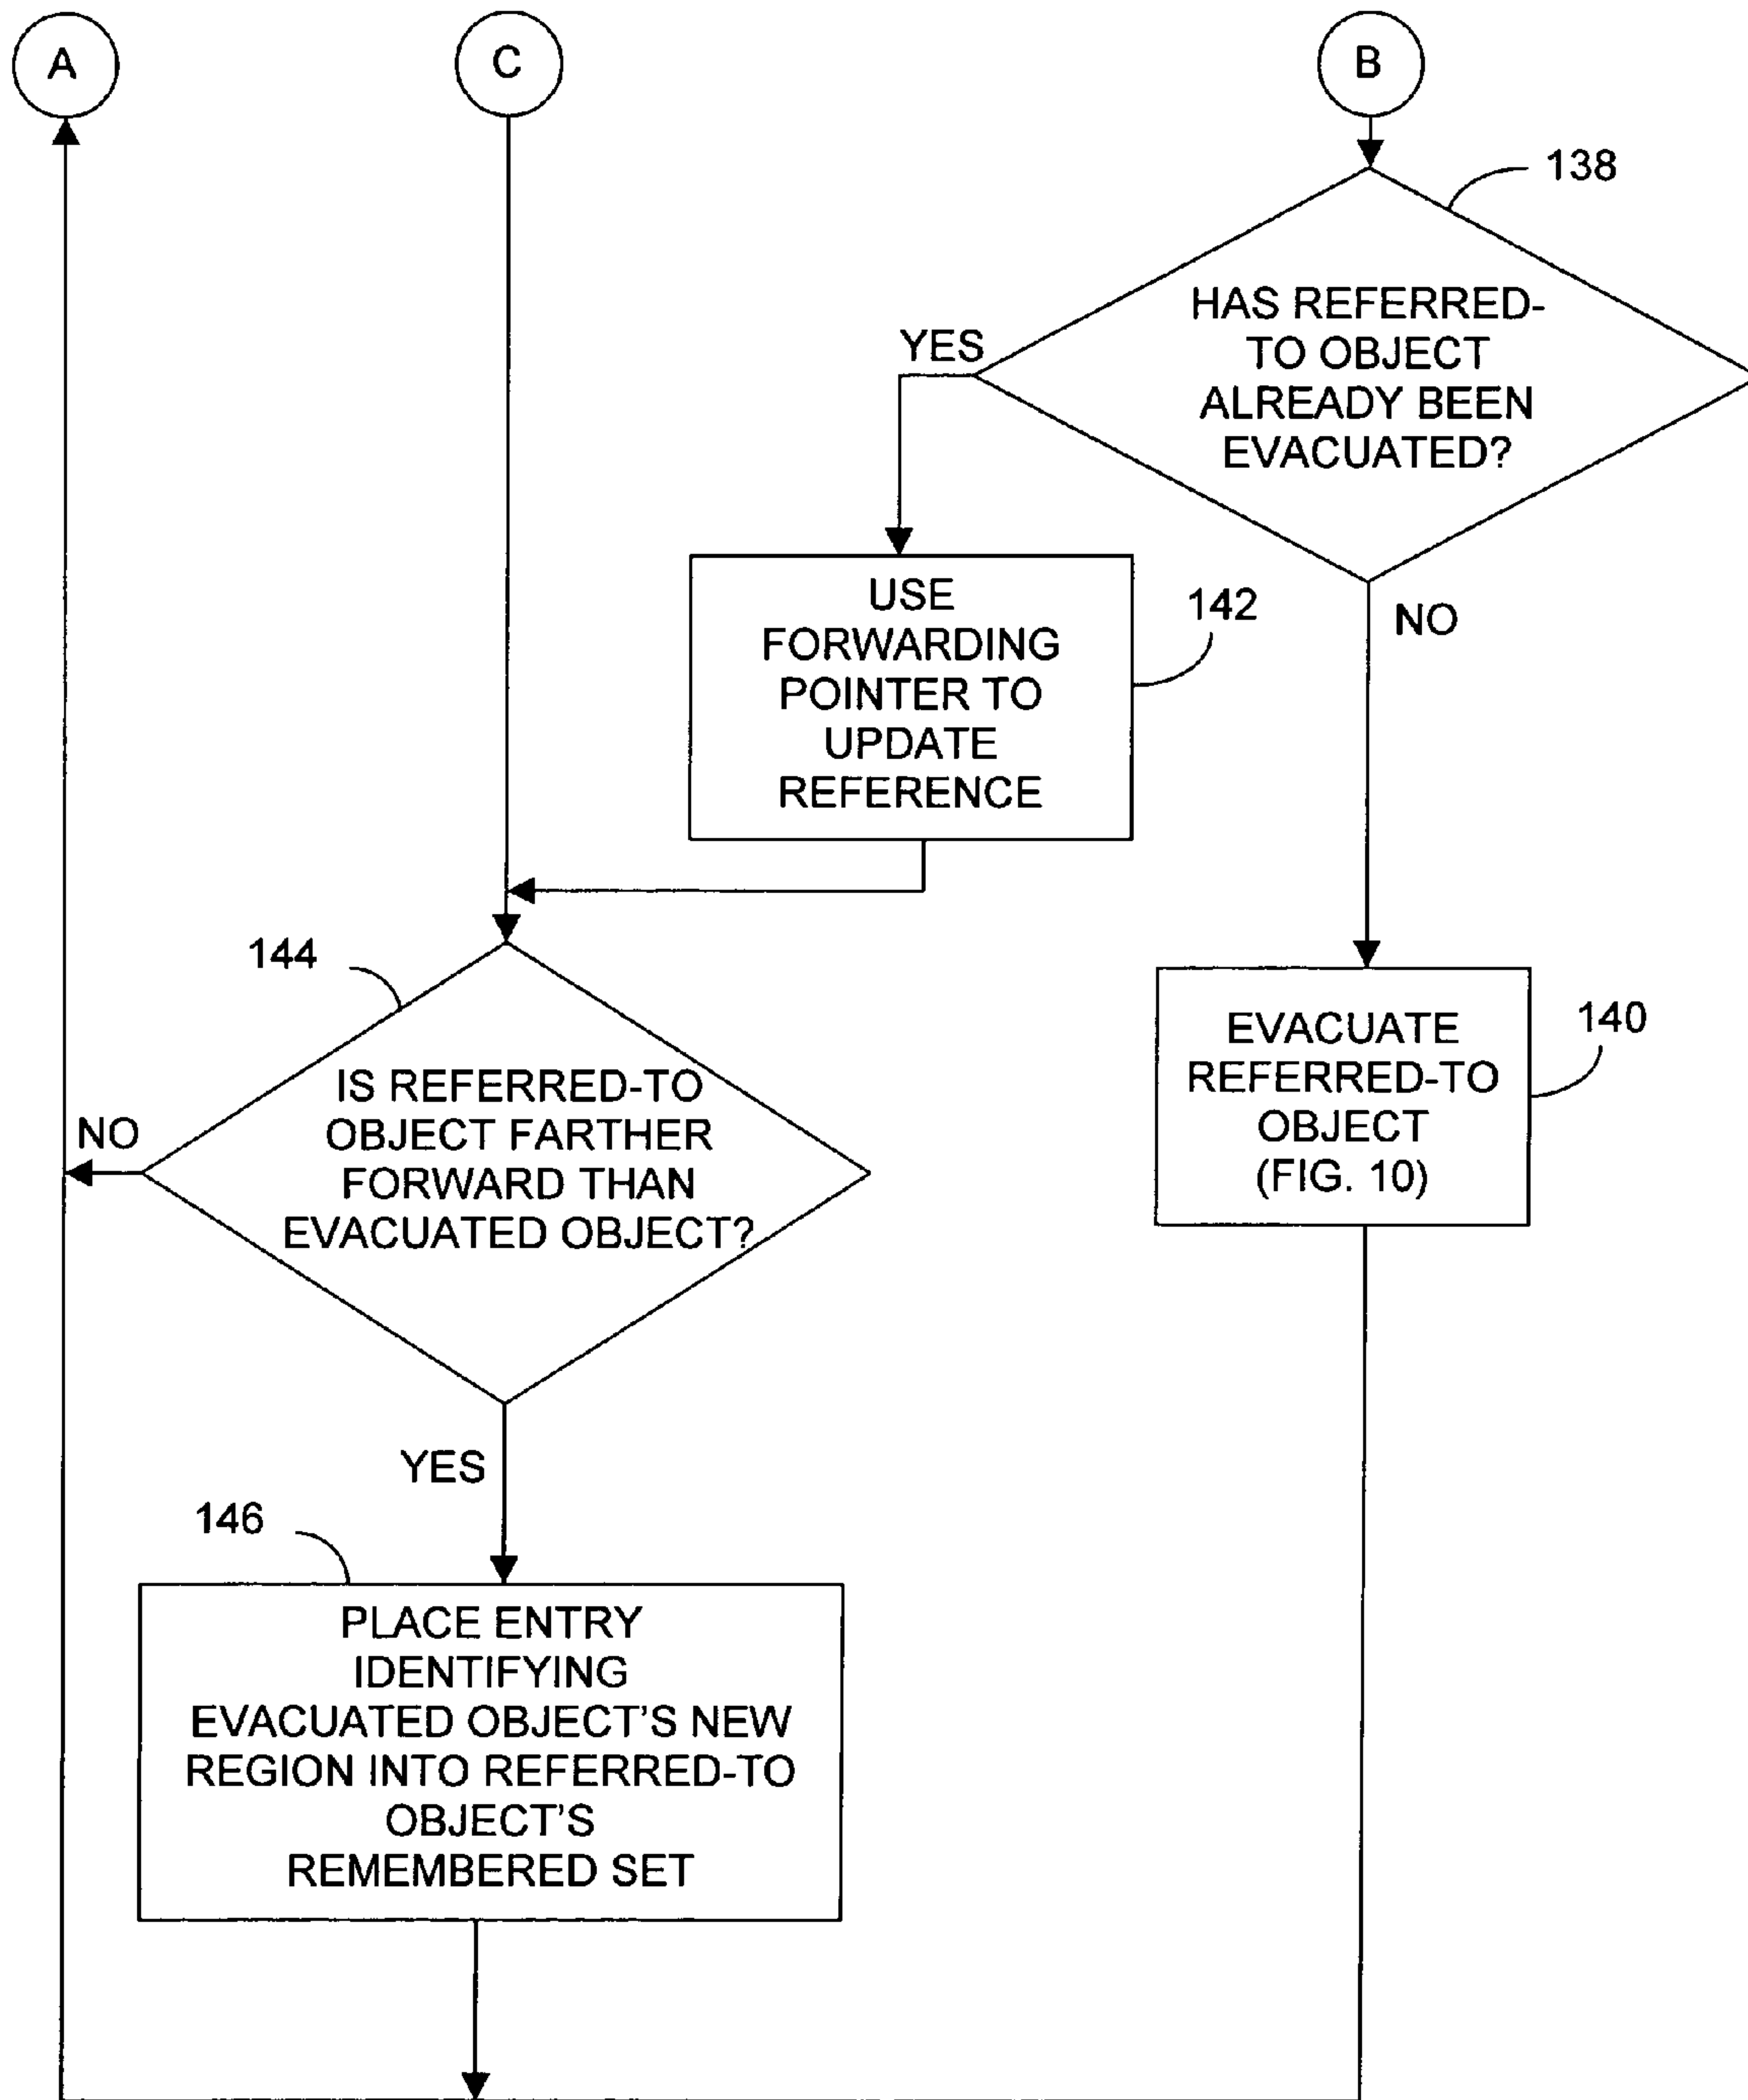 A
C
B
138
HAS REFERRED-
TO OBJECT
ALREADY BEEN
EVACUATED?
YES
NO
USE
FORWARDING
POINTER TO
UPDATE
REFERENCE
142
144
IS REFERRED-TO
OBJECT FARTHER
FORWARD THAN
EVACUATED OBJECT?
NO
YES
EVACUATE
REFERRED-TO
OBJECT
(FIG. 10)
140
146
PLACE ENTRY
IDENTIFYING
EVACUATED OBJECT'S NEW
REGION INTO REFERRED-TO
OBJECT'S
REMEMBERED SET